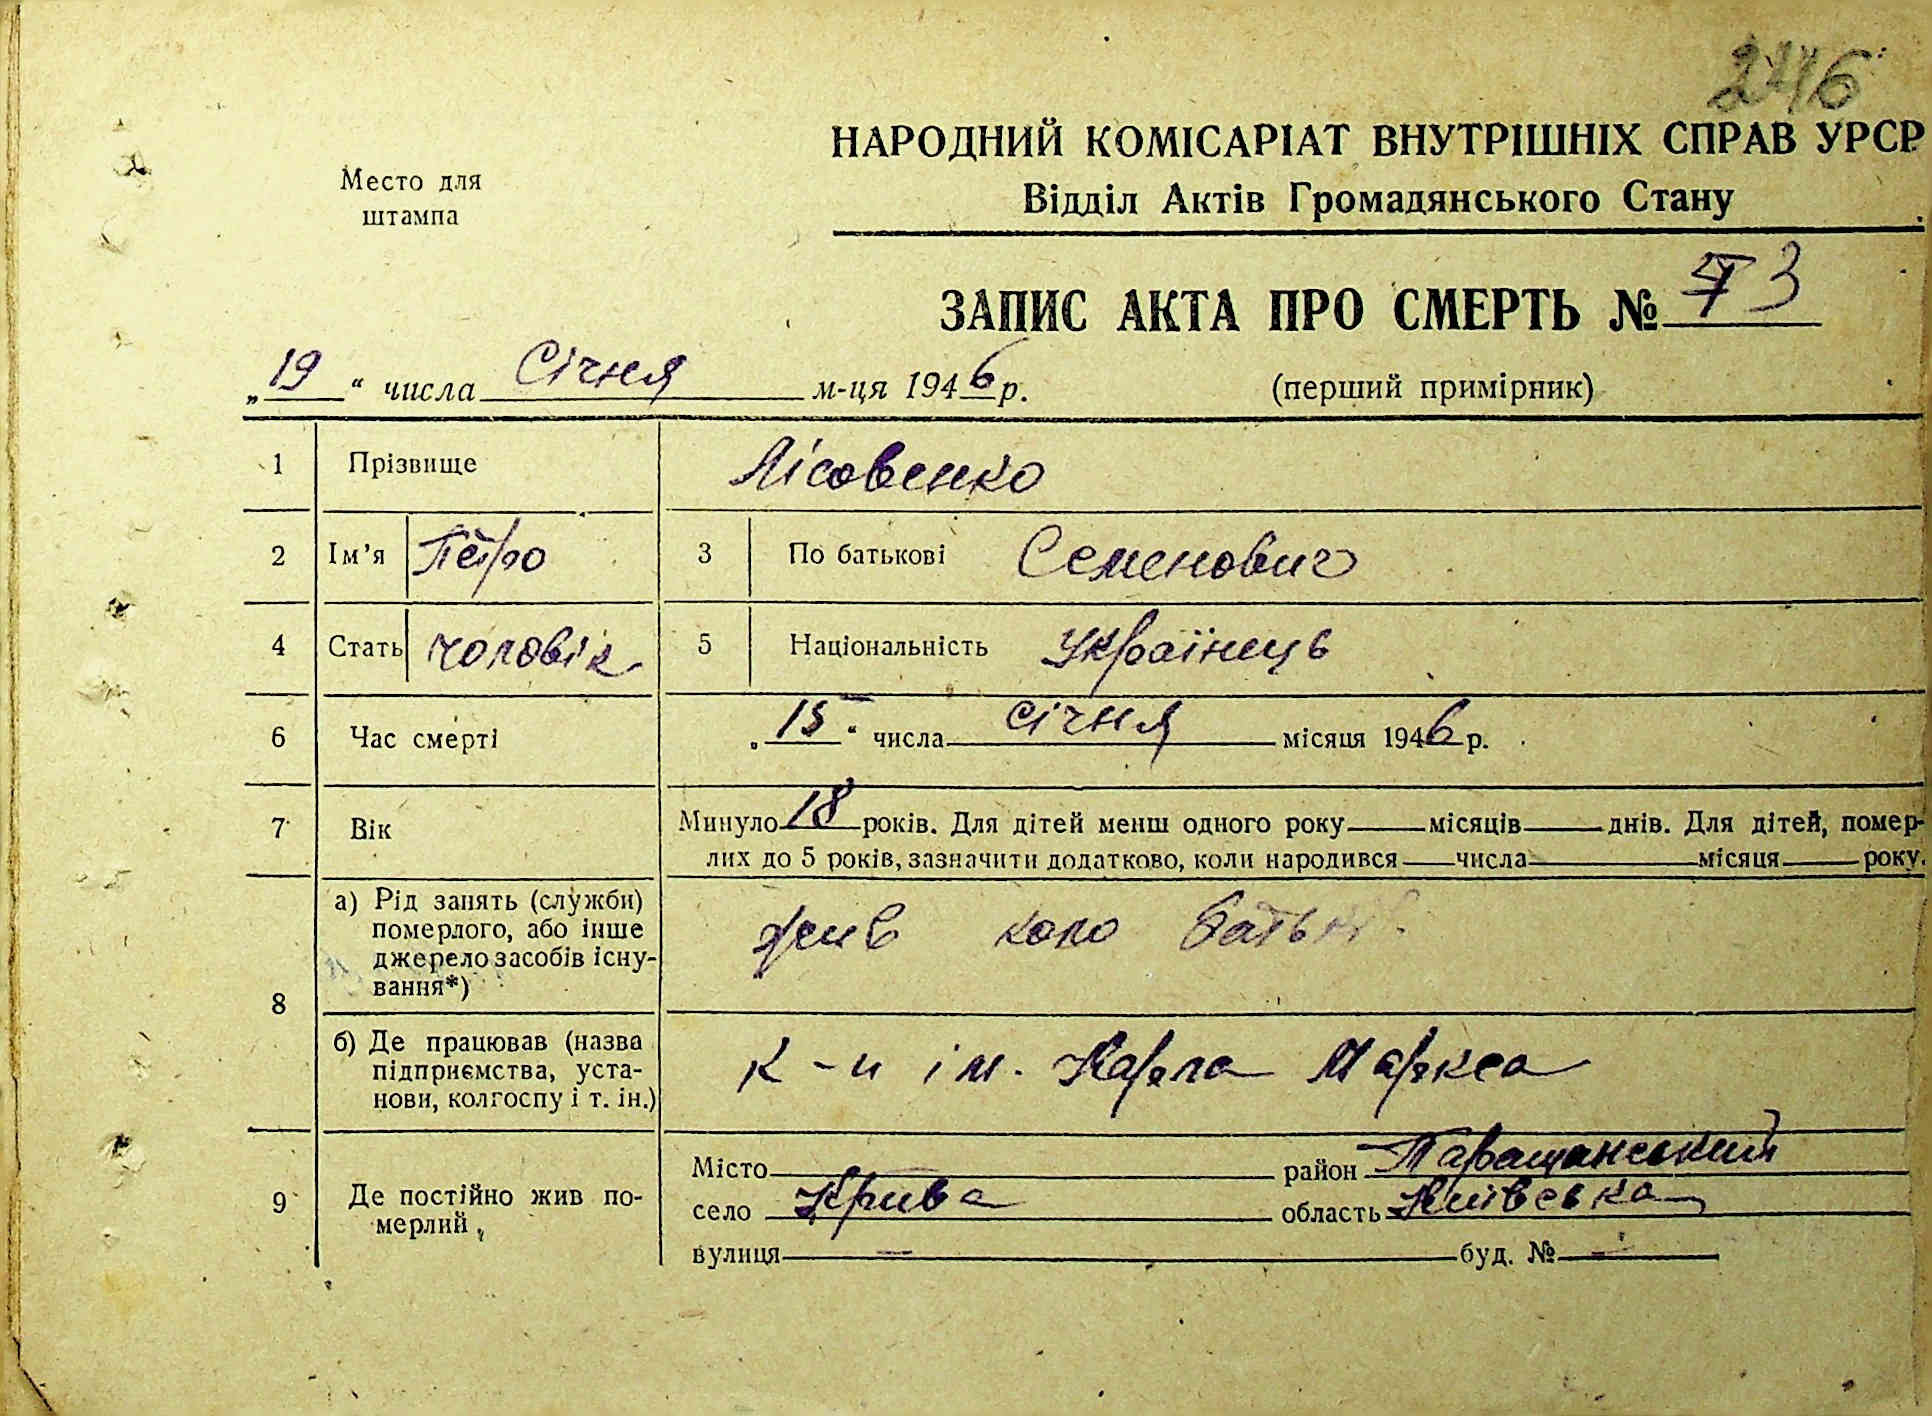 246
НАРОДНИЙ КОМІСАРІАТ ВНУТРІШНІХ СПРАВ УРСР
Место для штампа
Відділ Актів Громадянського Стану
ЗАПИС АКТА ПРО СМЕРТЬ № 3
„19“ числа Січня м-ця 1946 р. (перший примірник)
1 Прізвище Лісовенко
2 Ім'я Петро 3 По батькові Семенович
4 Стать чоловік 5 Національність Українець
6 Час смерті „15“ числа січня місяця 1946 р.
7 Вік Минуло 18 років. Для дітей менш одного року місяців днів. Для дітей, помер-
лих до 5 років, зазначити додатково, коли народився числа місяця року.
8 а) Рід занять (служби)
померлого, або інше
джерело засобів існу-
вання*)
жив коло батьків
б) Де працював (назва
підприємства, уста-
нови, колгоспу і т. ін.)
к-п ім. Карла Маркса
9 Де постійно жив по-
мерлий
Місто район Таращанський
село Крива область Київська
вулиця — буд. № —